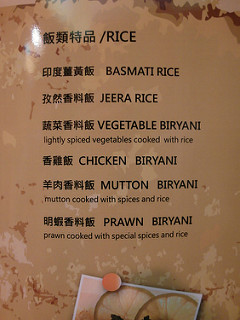 飯類特品 /RICE
印度薑黃飯 BASMATI RICE
孜然香料飯 JEERA RICE
蔬菜香料飯 VEGETABLE BIRYANI
lightly spiced vegetables cooked with rice
香雞飯 CHICKEN BIRYANI
羊肉香料飯 MUTTON BIRYANI
mutton cooked with spices and rice
明蝦香料飯 PRAWN BIRYANI
prawn cooked with special spices and rice